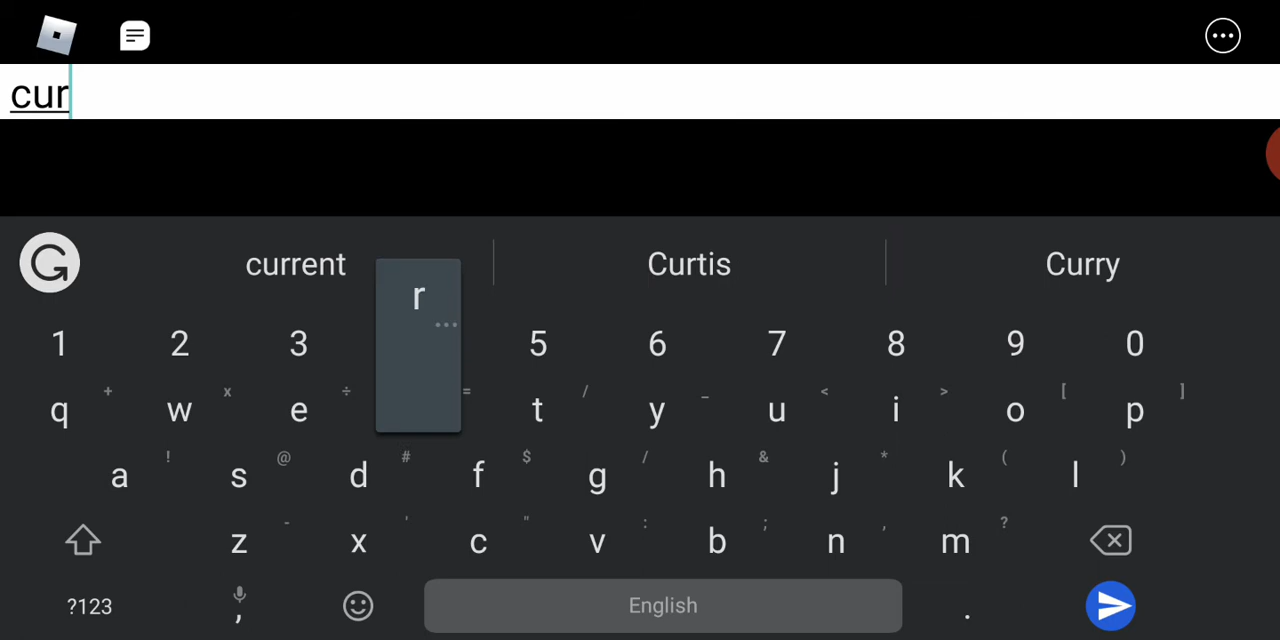 cur
current Curtis Curry
r
1 2 3 5 6 7 8 9 0
+ x ÷ = / _ < > [ ]
q w e t y u i o p
! @ # $ / & * ( )
a s d f g h j k l
- ' " : ; , ?
z x c v b n m
?123 , English .